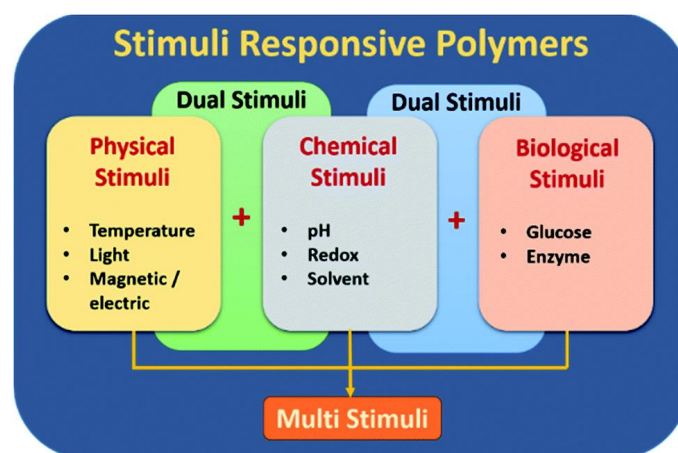 Stimuli Responsive Polymers
Dual Stimuli
Dual Stimuli
Physical
Stimuli
• Temperature
• Light
• Magnetic /
electric
+
Chemical
Stimuli
• pH
• Redox
• Solvent
+
Biological
Stimuli
• Glucose
• Enzyme
Multi Stimuli